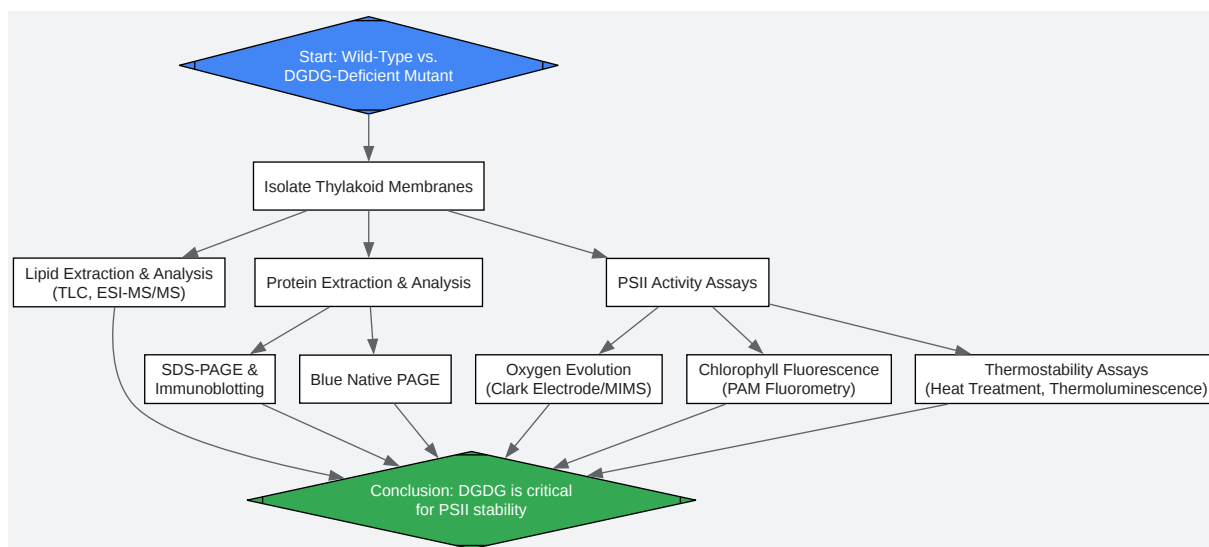 Start: Wild-Type vs.
DGDG-Deficient Mutant
Isolate Thylakoid Membranes
Lipid Extraction & Analysis
(TLC, ESI-MS/MS)
Protein Extraction & Analysis
PSII Activity Assays
SDS-PAGE &
Immunoblotting
Blue Native PAGE
Oxygen Evolution
(Clark Electrode/MIMS)
Chlorophyll Fluorescence
(PAM Fluorometry)
Thermostability Assays
(Heat Treatment, Thermoluminescence)
Conclusion: DGDG is critical
for PSII stability